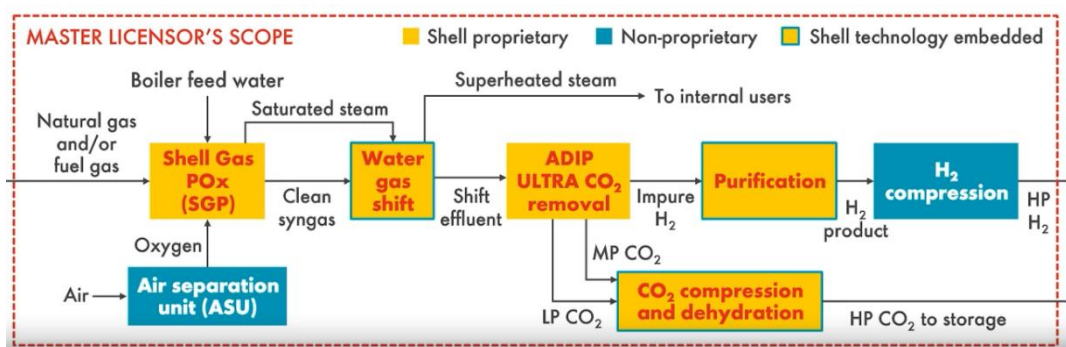 MASTER LICENSOR'S SCOPE
Shell proprietary
Non-proprietary
Shell technology embedded
Boiler feed water
Superheated steam
To internal users
Saturated steam
Natural gas
and/or
fuel gas
Shell Gas
POx
(SGP)
Clean
syngas
Water
gas
shift
Shift
effluent
ADIP
ULTRA CO₂
removal
Impure
H₂
Purification
H₂
product
H₂
compression
HP
H₂
Oxygen
Air
Air separation
unit (ASU)
MP CO₂
LP CO₂
CO₂ compression
and dehydration
HP CO₂ to storage